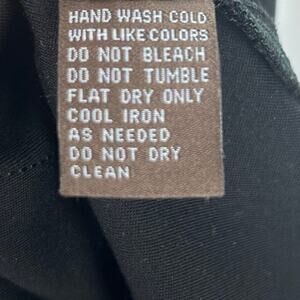 HAND WASH COLD
WITH LIKE COLORS
DO NOT BLEACH
DO NOT TUMBLE
FLAT DRY ONLY
COOL IRON
AS NEEDED
DO NOT DRY
CLEAN